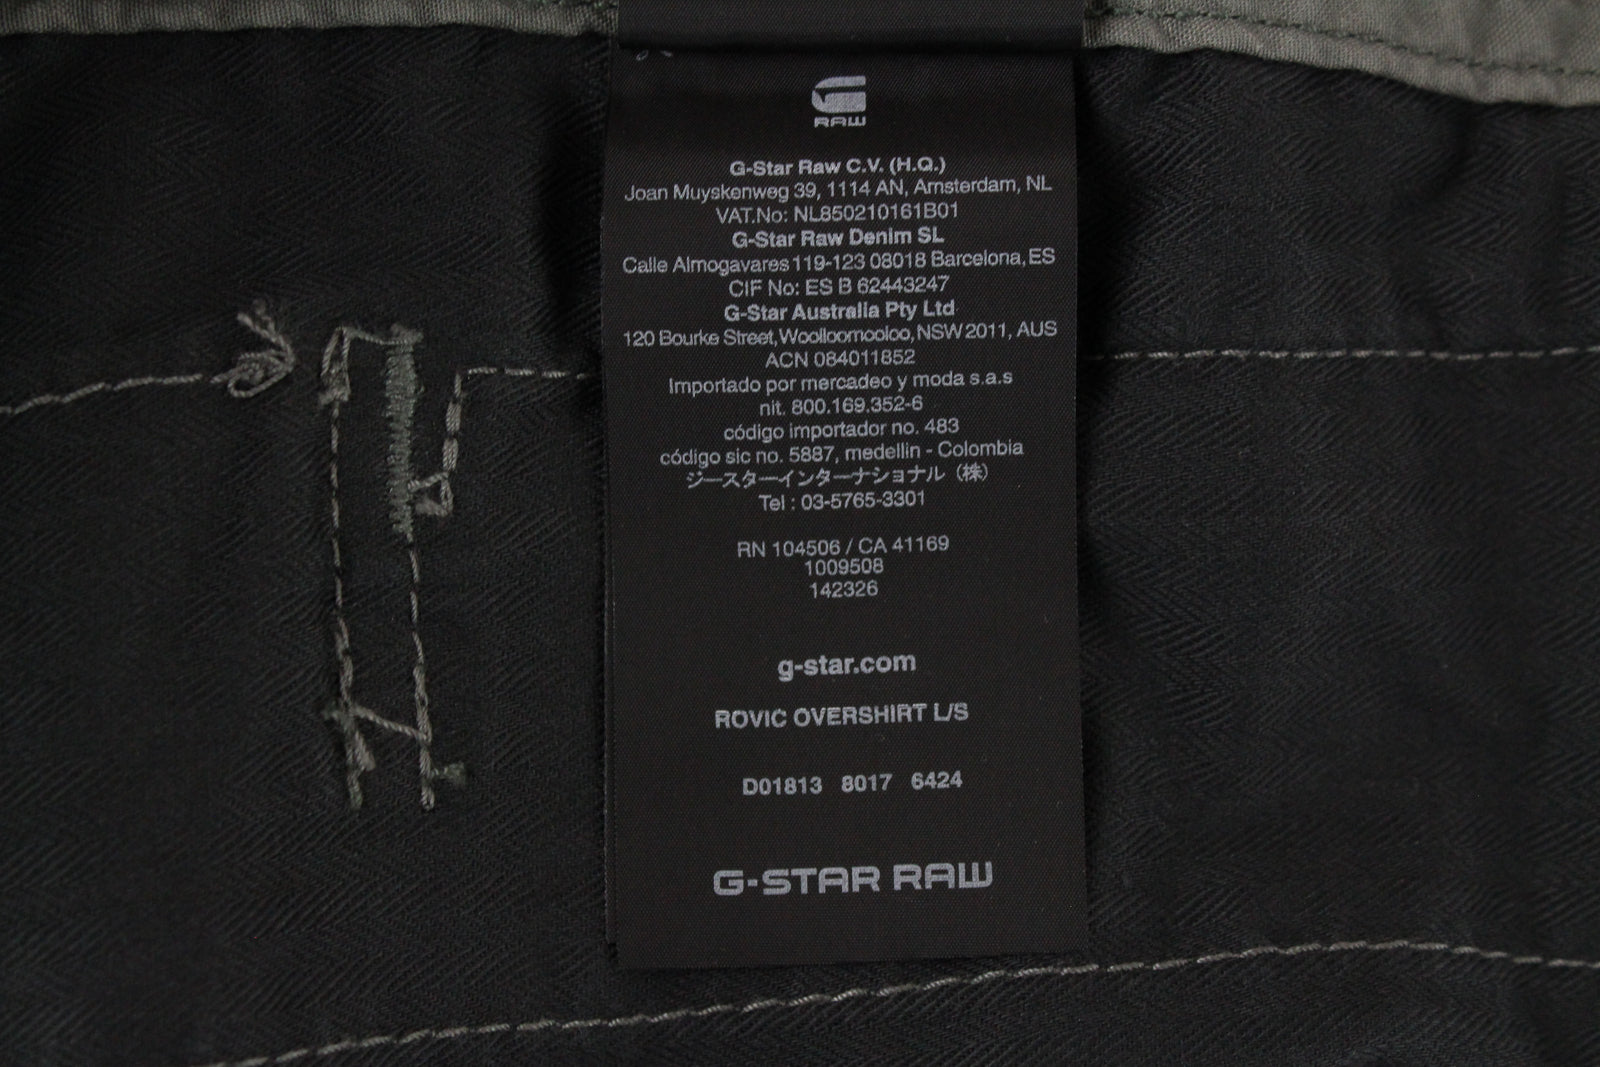 G
RAW
G-Star Raw C.V. (H.Q.)
Joan Muyskenweg 39, 1114 AN, Amsterdam, NL
VAT.No: NL850210161B01
G-Star Raw Denim SL
Calle Almogavares 119-123 08018 Barcelona, ES
CIF No: ES B 62443247
G-Star Australia Pty Ltd
120 Bourke Street, Woolloomooloo, NSW 2011, AUS
ACN 084011852
Importado por mercadeo y moda s.a.s
nit. 800.169.352-6
código importador no. 483
código sic no. 5887, medellin - Colombia
ジースターインターナショナル（株）
Tel : 03-5765-3301
RN 104506 / CA 41169
1009508
142326
g-star.com
ROVIC OVERSHIRT L/S
D01813 8017 6424
G-STAR RAW